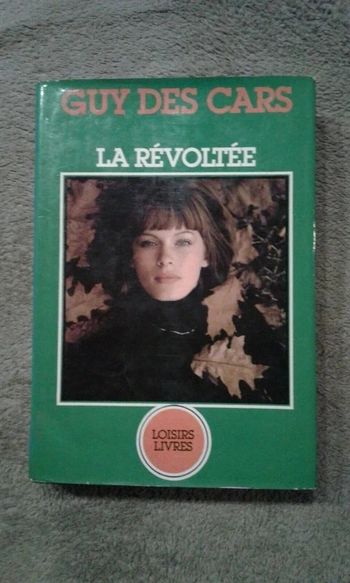 GUY DES CARS
LA RÉVOLTÉE
LOISIRS
LIVRES